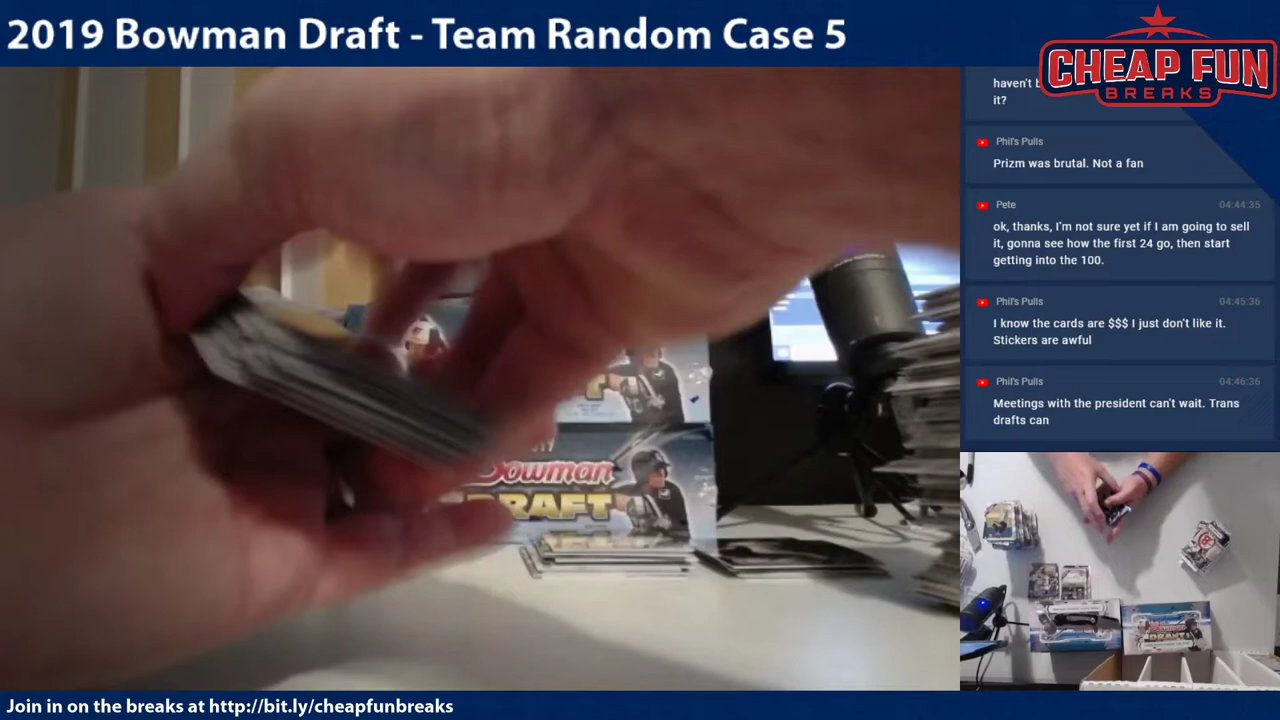 2019 Bowman Draft - Team Random Case 5
CHEAP FUN
BREAKS
haven't
it?
Phil's Pulls
Prizm was brutal. Not a fan
Pete 04:44:35
ok, thanks, I'm not sure yet if I am going to sell
it, gonna see how the first 24 go, then start
getting into the 100.
Phil's Pulls 04:45:36
I know the cards are $$$ I just don't like it.
Stickers are awful
Phil's Pulls 04:46:36
Meetings with the president can't wait. Trans
drafts can
Bowman
DRAFT
Join in on the breaks at http://bit.ly/cheapfunbreaks